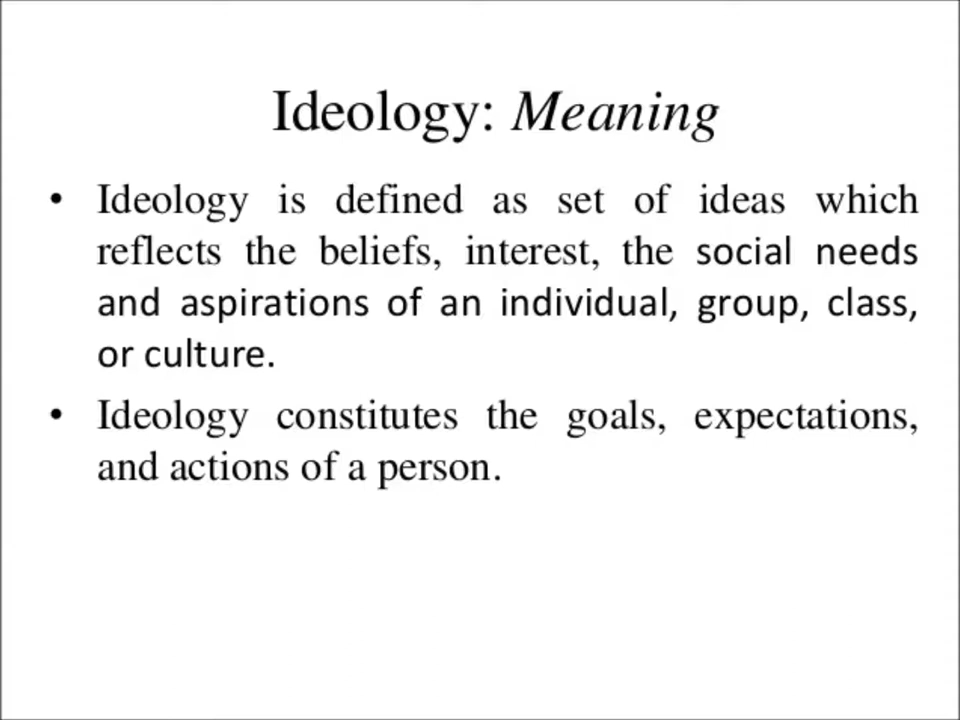 Ideology: Meaning
• Ideology is defined as set of ideas which
reflects the beliefs, interest, the social needs
and aspirations of an individual, group, class,
or culture.
• Ideology constitutes the goals, expectations,
and actions of a person.